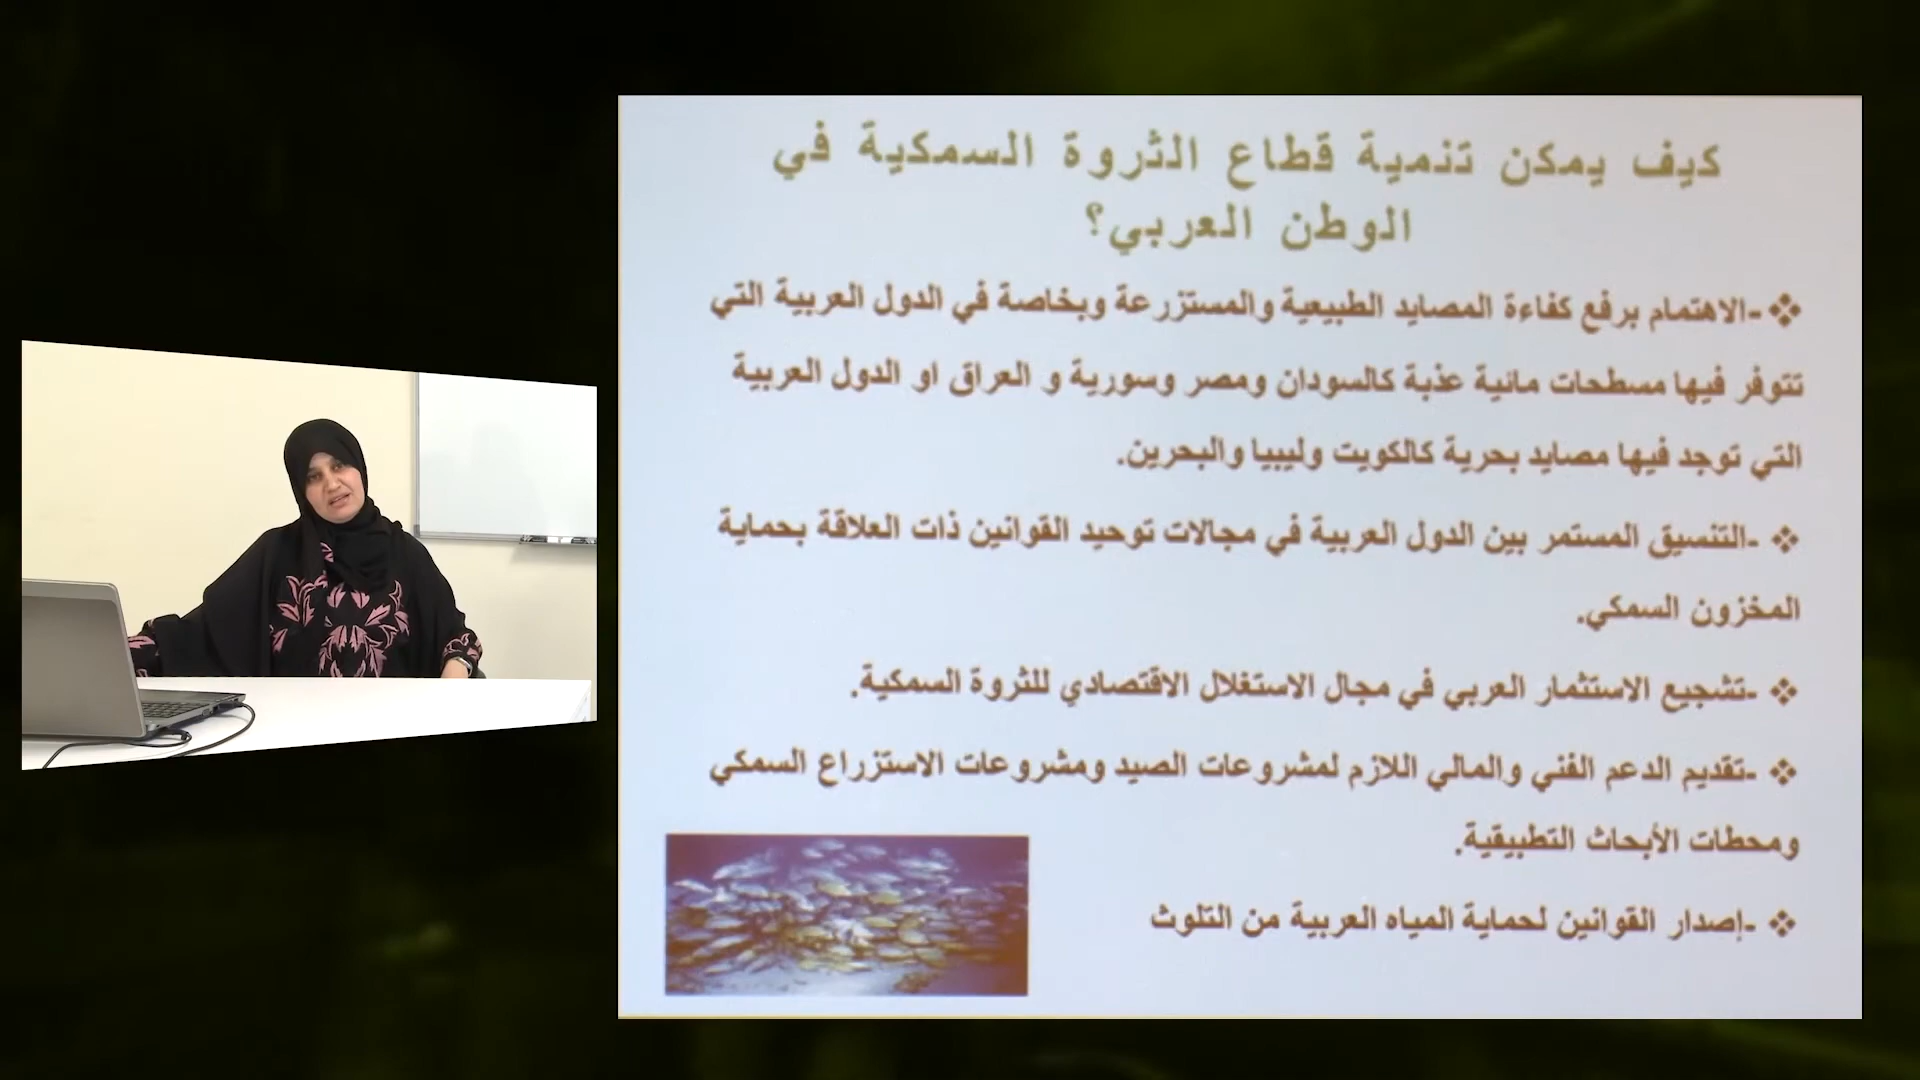 كيف يمكن تنمية قطاع الثروة السمكية في
الوطن العربي؟
❖ -الاهتمام برفع كفاءة المصايد الطبيعية والمستزرعة وبخاصة في الدول العربية التي
تتوفر فيها مسطحات مائية عذبة كالسودان ومصر وسورية و العراق او الدول العربية
التي توجد فيها مصايد بحرية كالكويت وليبيا والبحرين.
❖ -التنسيق المستمر بين الدول العربية في مجالات توحيد القوانين ذات العلاقة بحماية
المخزون السمكي.
❖ -تشجيع الاستثمار العربي في مجال الاستغلال الاقتصادي للثروة السمكية.
❖ -تقديم الدعم الفني والمالي اللازم لمشروعات الصيد ومشروعات الاستزراع السمكي
ومحطات الأبحاث التطبيقية.
❖ -إصدار القوانين لحماية المياه العربية من التلوث